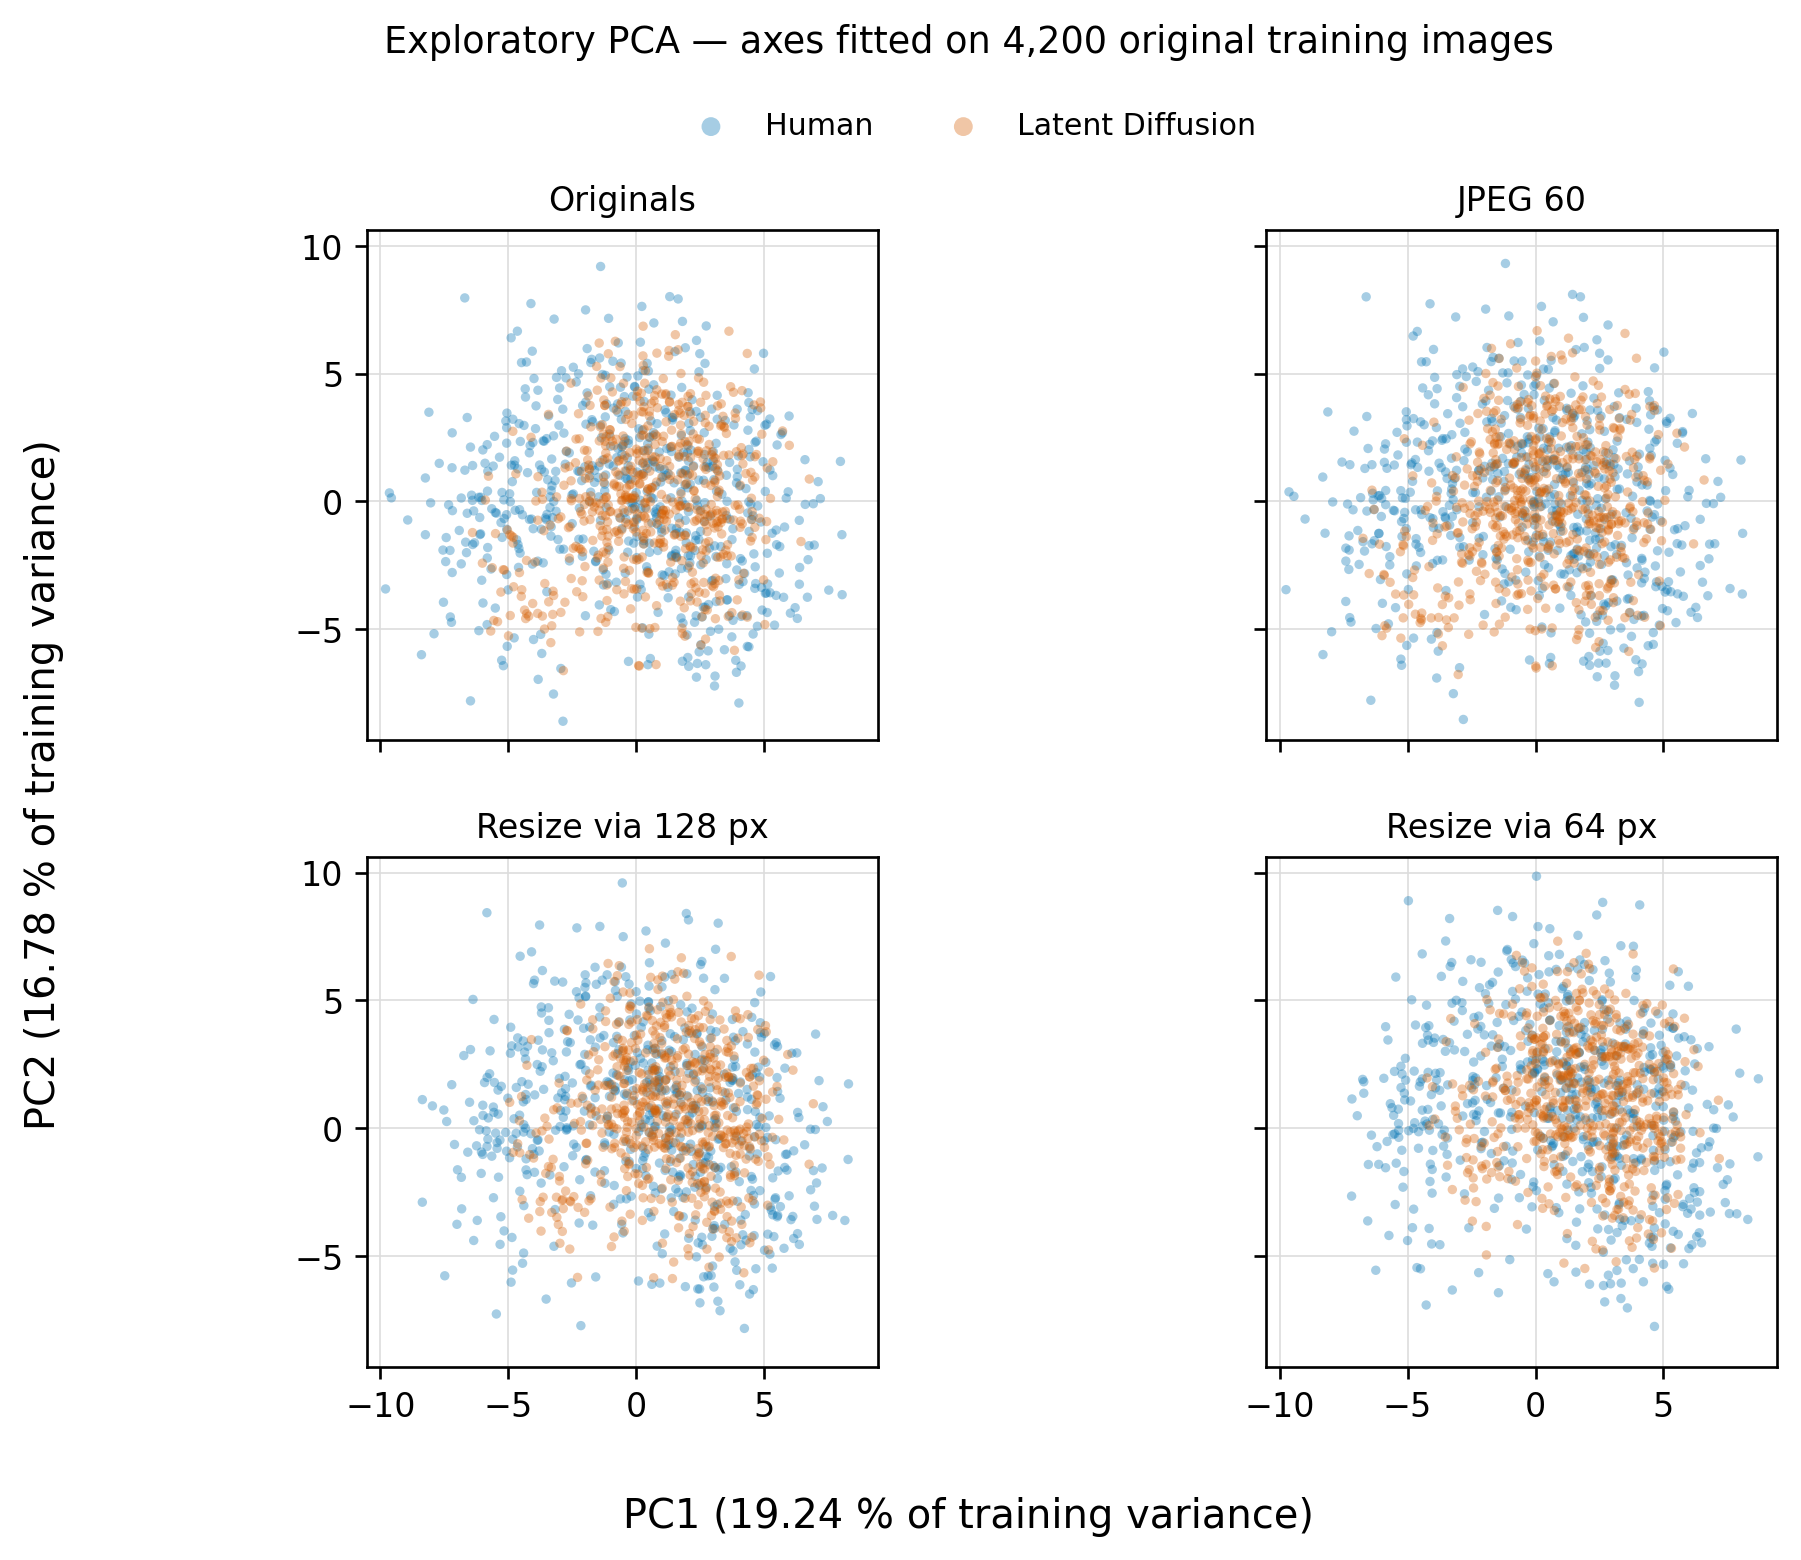 Exploratory PCA — axes fitted on 4,200 original training images
Human
Latent Diffusion
Originals
JPEG 60
10
5
0
−5
PC2 (16.78 % of training variance)
Resize via 128 px
Resize via 64 px
10
5
0
−5
−10
−5
0
5
−10
−5
0
5
PC1 (19.24 % of training variance)